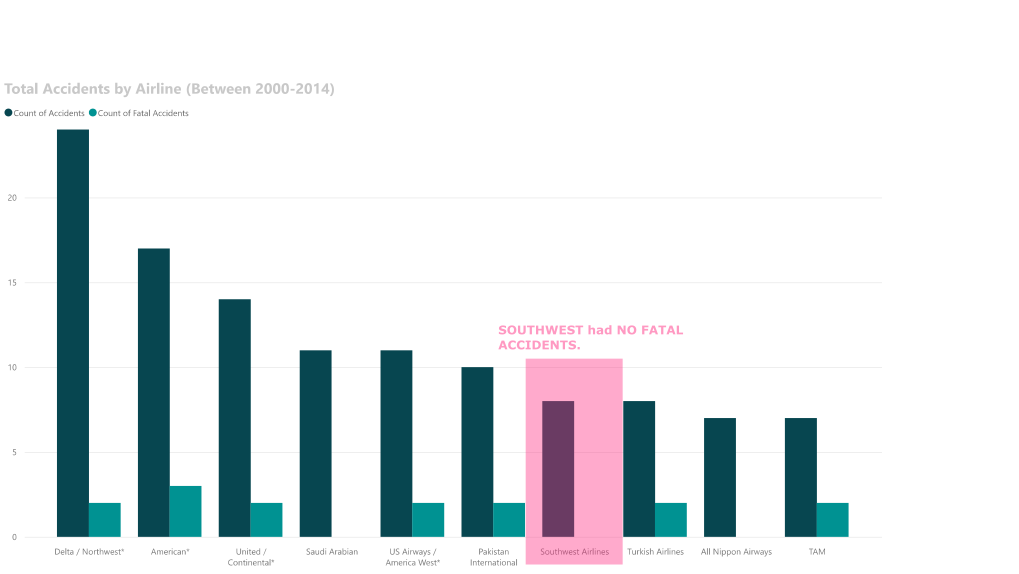 Total Accidents by Airline (Between 2000-2014)
Count of Accidents Count of Fatal Accidents
20
15
SOUTHWEST had NO FATAL
ACCIDENTS.
10
5
0
Delta / Northwest* American* United / Saudi Arabian US Airways / Pakistan Southwest Airlines Turkish Airlines All Nippon Airways TAM
Continental* America West* International